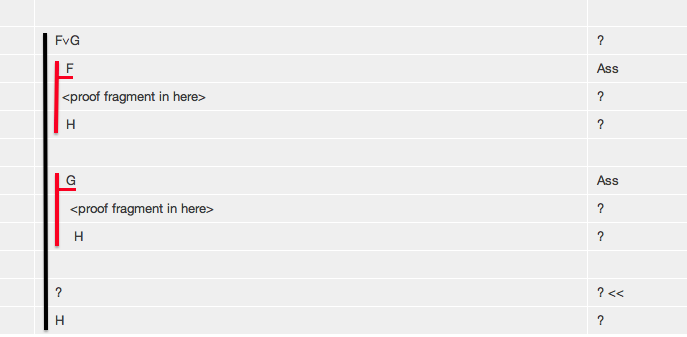 F∨G ?
F Ass
<proof fragment in here> ?
H ?
G Ass
<proof fragment in here> ?
H ?
? ? <<
H ?